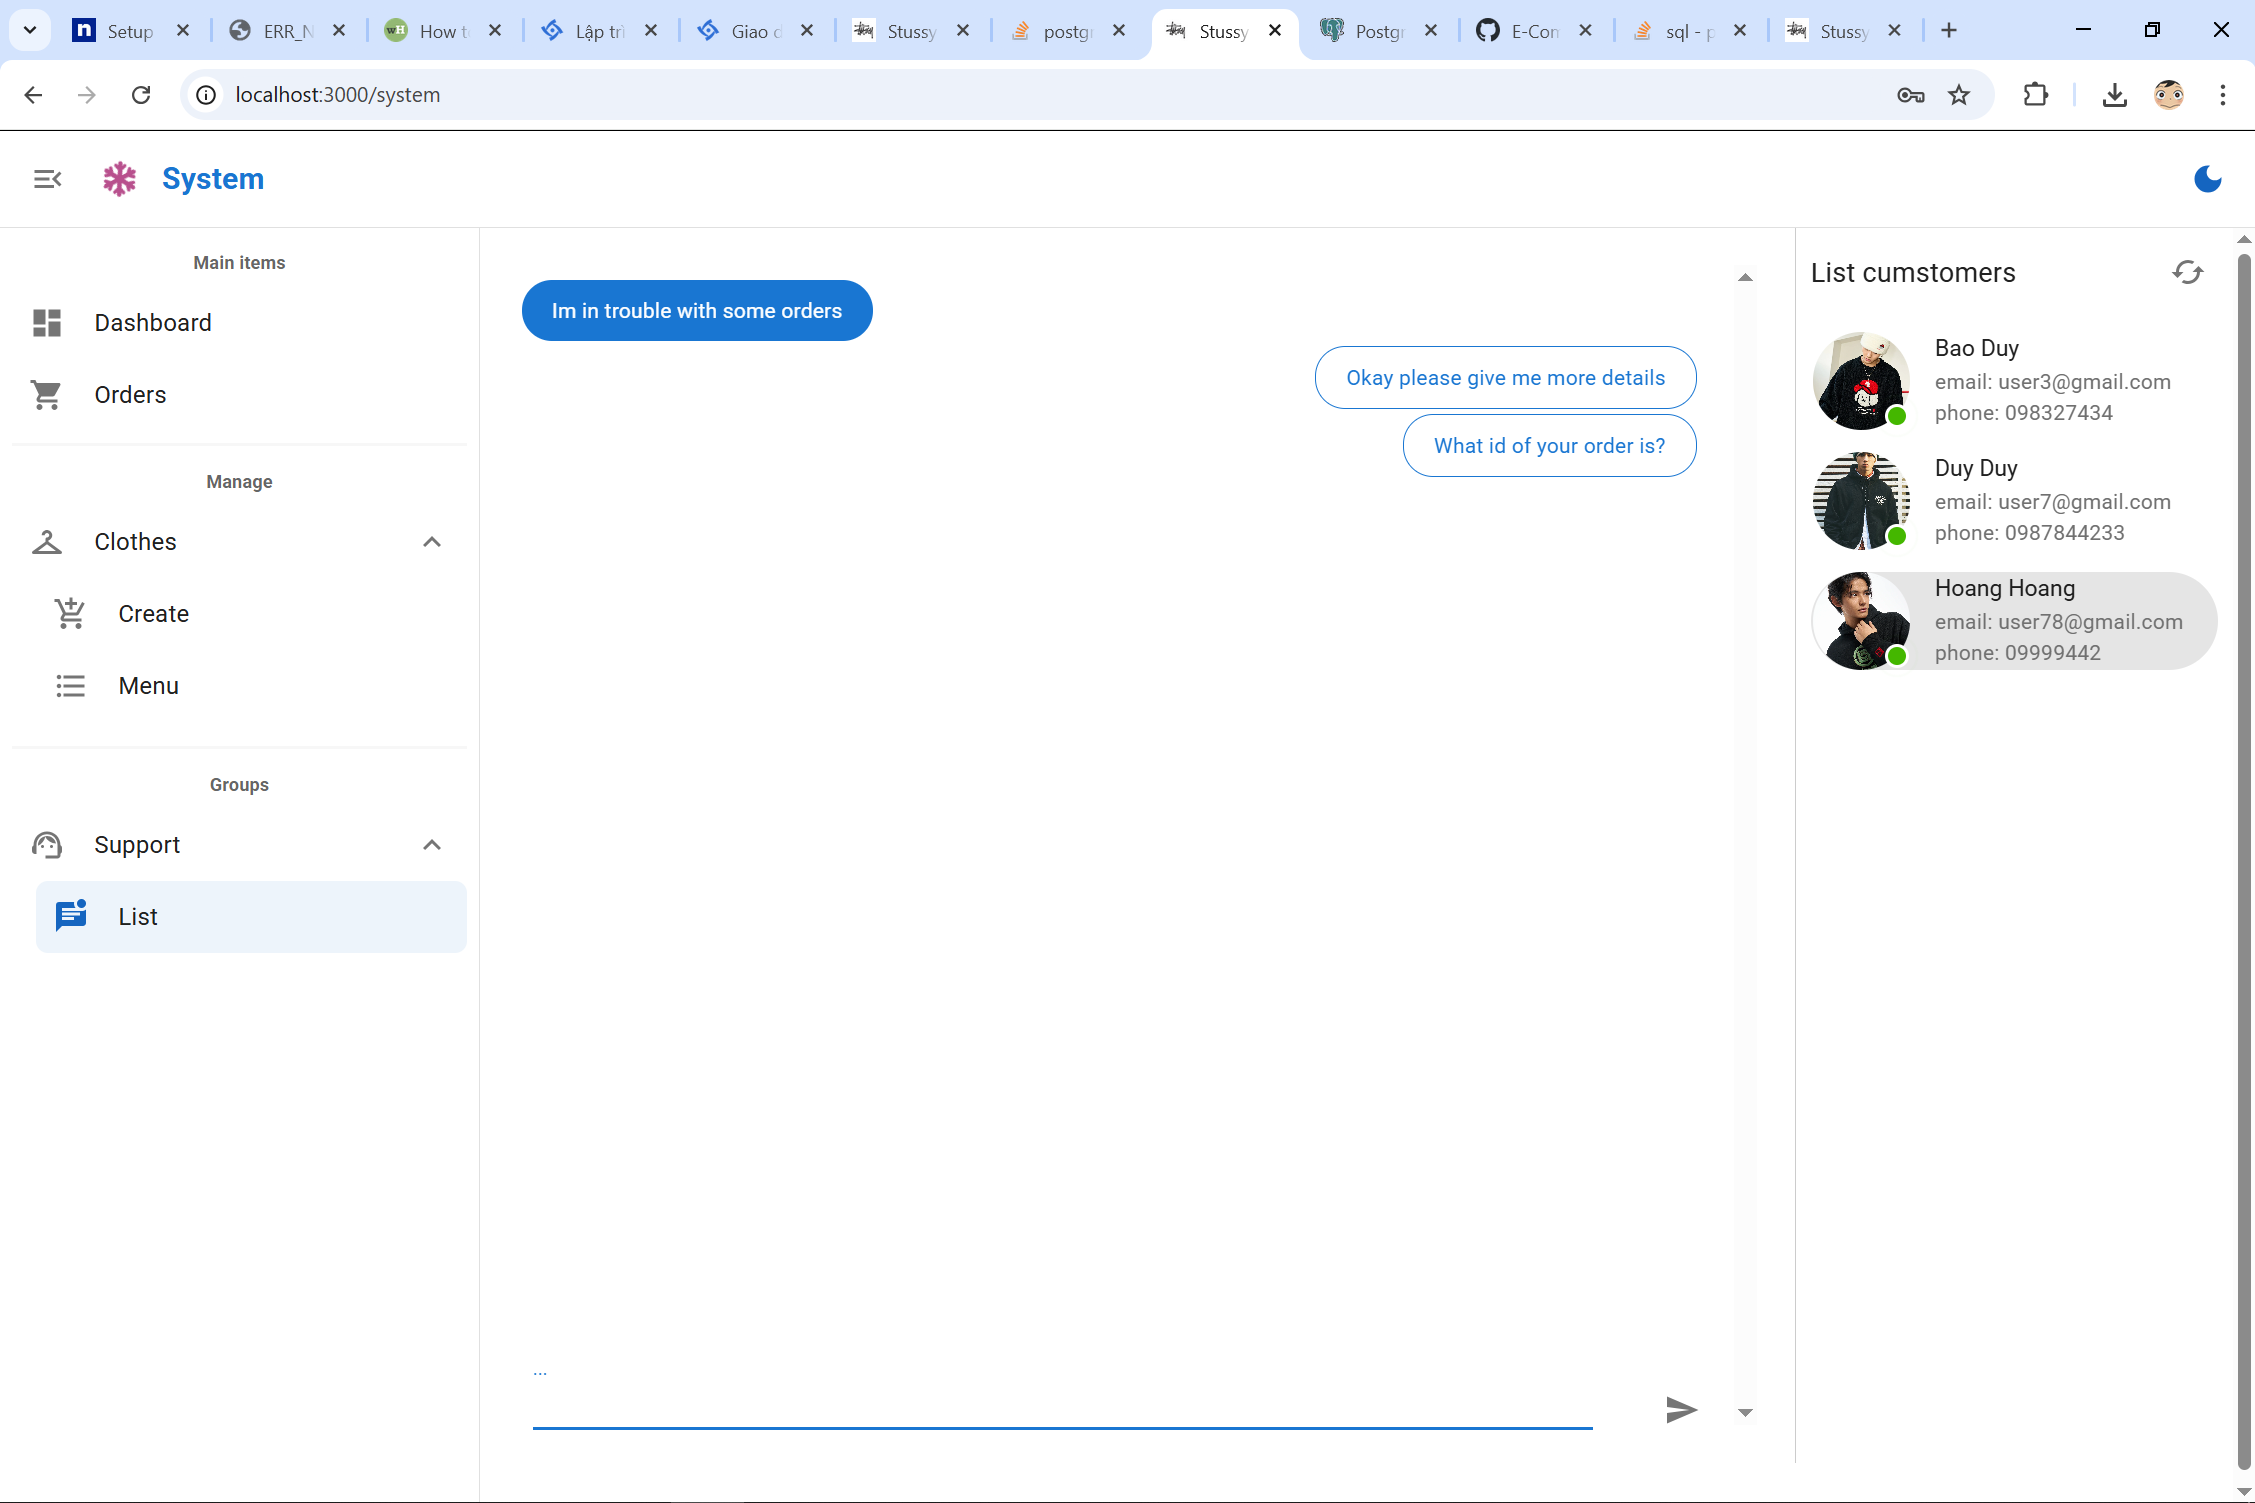 Setup
ERR_N
How t
Lập trì
Giao d
Stussy
postgr
Stussy
Postgr
E-Con
sql - p
Stussy
localhost:3000/system
System
Main items
Dashboard
Orders
Manage
Clothes
Create
Menu
Groups
Support
List
Im in trouble with some orders
Okay please give me more details
What id of your order is?
...
List cumstomers
Bao Duy
email: user3@gmail.com
phone: 098327434
Duy Duy
email: user7@gmail.com
phone: 0987844233
Hoang Hoang
email: user78@gmail.com
phone: 09999442